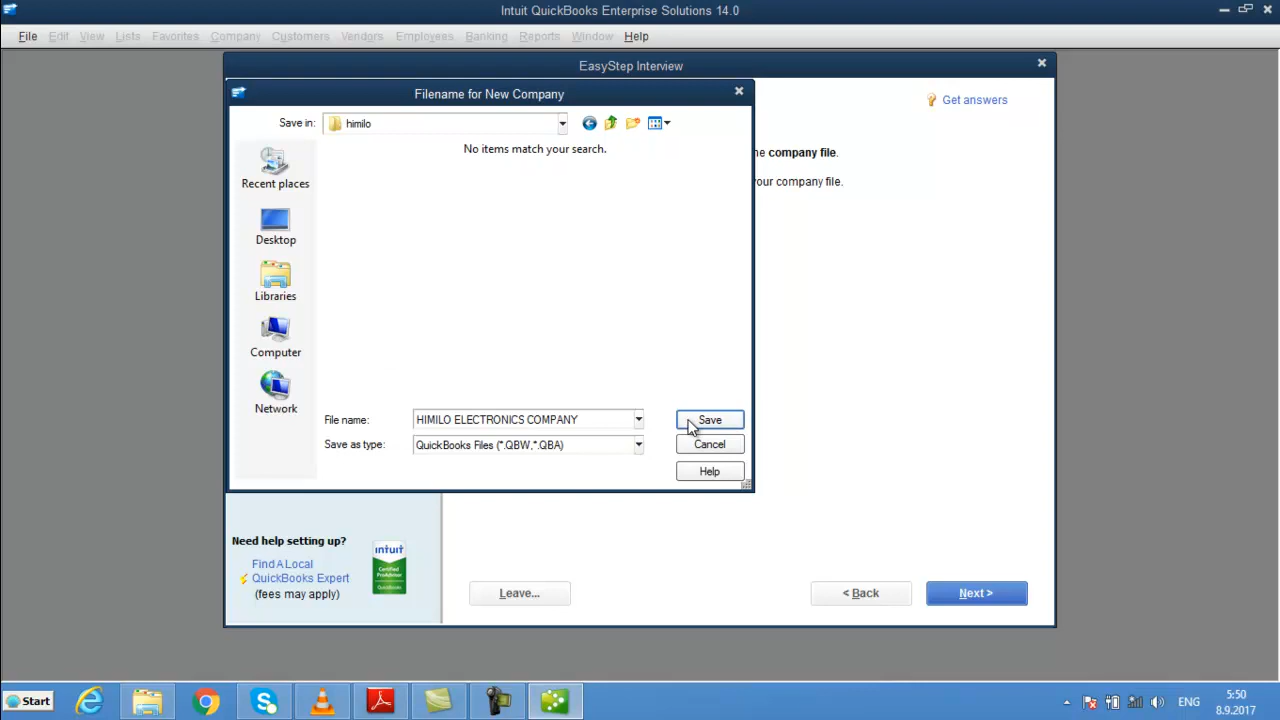 Intuit QuickBooks Enterprise Solutions 14.0
File Edit View Lists Favorites Company Customers Vendors Employees Banking Reports Window Help
EasyStep Interview
Filename for New Company
Get answers
Save in: himilo
No items match your search.
he company file.
your company file.
Recent places
Desktop
Libraries
Computer
Network
File name: HIMILO ELECTRONICS COMPANY Save
Save as type: QuickBooks Files (*.QBW,*.QBA) Cancel
Help
Need help setting up?
Find A Local
QuickBooks Expert
(fees may apply)
intuit
Certified
ProAdvisor
QuickBooks
Leave... < Back Next >
Start ENG 5:50
8.9.2017